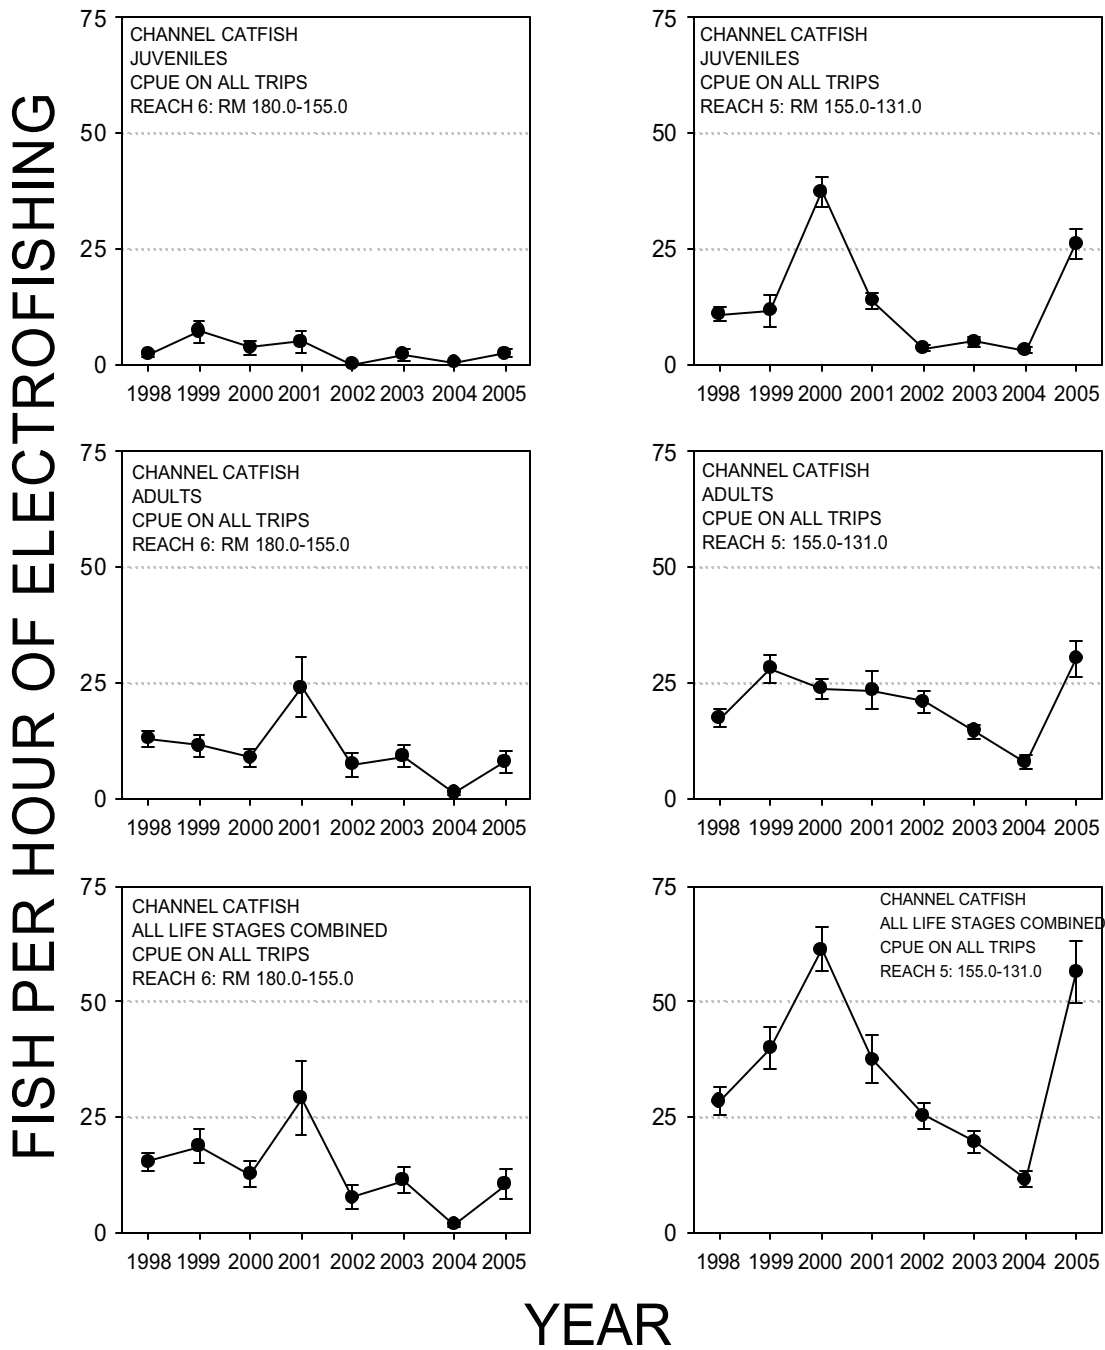 FISH PER HOUR OF ELECTROFISHING
75
50
25
0
CHANNEL CATFISH
JUVENILES
CPUE ON ALL TRIPS
REACH 6: RM 180.0-155.0
1998 1999 2000 2001 2002 2003 2004 2005
75
50
25
0
CHANNEL CATFISH
JUVENILES
CPUE ON ALL TRIPS
REACH 5: RM 155.0-131.0
1998 1999 2000 2001 2002 2003 2004 2005
75
50
25
0
CHANNEL CATFISH
ADULTS
CPUE ON ALL TRIPS
REACH 6: RM 180.0-155.0
1998 1999 2000 2001 2002 2003 2004 2005
75
50
25
0
CHANNEL CATFISH
ADULTS
CPUE ON ALL TRIPS
REACH 5: 155.0-131.0
1998 1999 2000 2001 2002 2003 2004 2005
75
50
25
0
CHANNEL CATFISH
ALL LIFE STAGES COMBINED
CPUE ON ALL TRIPS
REACH 6: RM 180.0-155.0
1998 1999 2000 2001 2002 2003 2004 2005
75
50
25
0
CHANNEL CATFISH
ALL LIFE STAGES COMBINED
CPUE ON ALL TRIPS
REACH 5: 155.0-131.0
1998 1999 2000 2001 2002 2003 2004 2005
YEAR